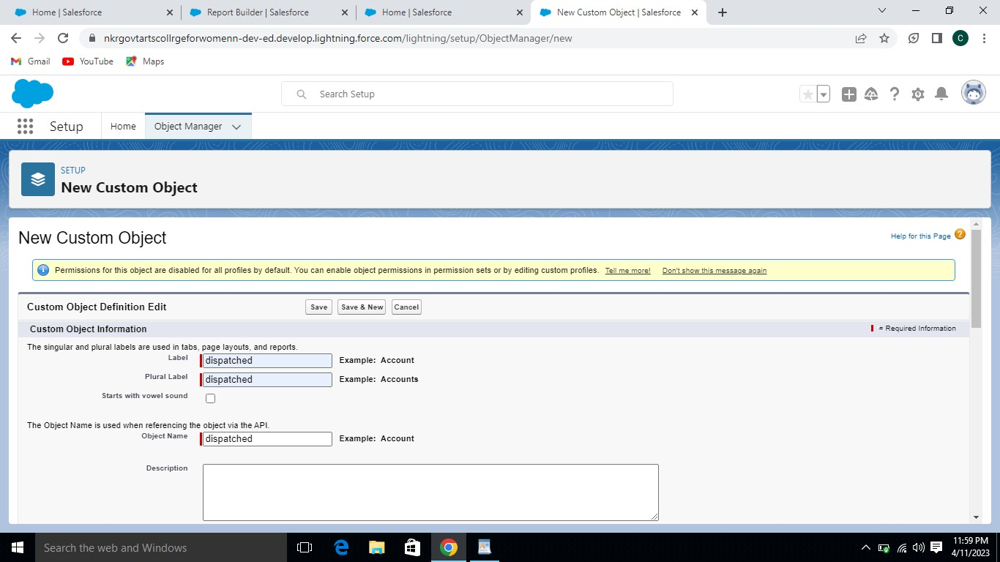 Home | Salesforce
Report Builder | Salesforce
Home | Salesforce
New Custom Object | Salesforce
nkrgovtartscollrgeforwomenn-dev-ed.develop.lightning.force.com/lightning/setup/ObjectManager/new
C
Gmail YouTube Maps
Search Setup
Setup Home Object Manager
SETUP
New Custom Object
New Custom Object
Help for this Page ?
Permissions for this object are disabled for all profiles by default. You can enable object permissions in permission sets or by editing custom profiles. Tell me more! Don't show this message again
Custom Object Definition Edit Save Save & New Cancel
Custom Object Information = Required Information
The singular and plural labels are used in tabs, page layouts, and reports.
Label dispatched Example: Account
Plural Label dispatched Example: Accounts
Starts with vowel sound
The Object Name is used when referencing the object via the API.
Object Name dispatched Example: Account
Description
Search the web and Windows
11:59 PM
4/11/2023